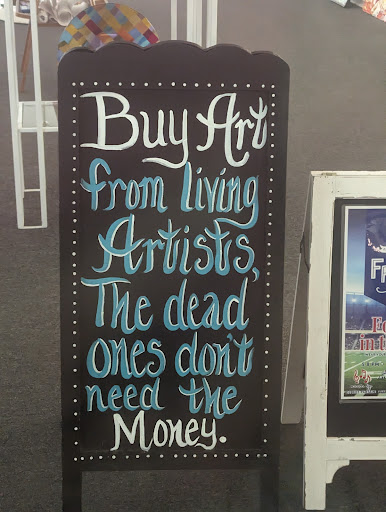 Buy Art
from living
Artists,
The dead
ones don't
need the
Money.